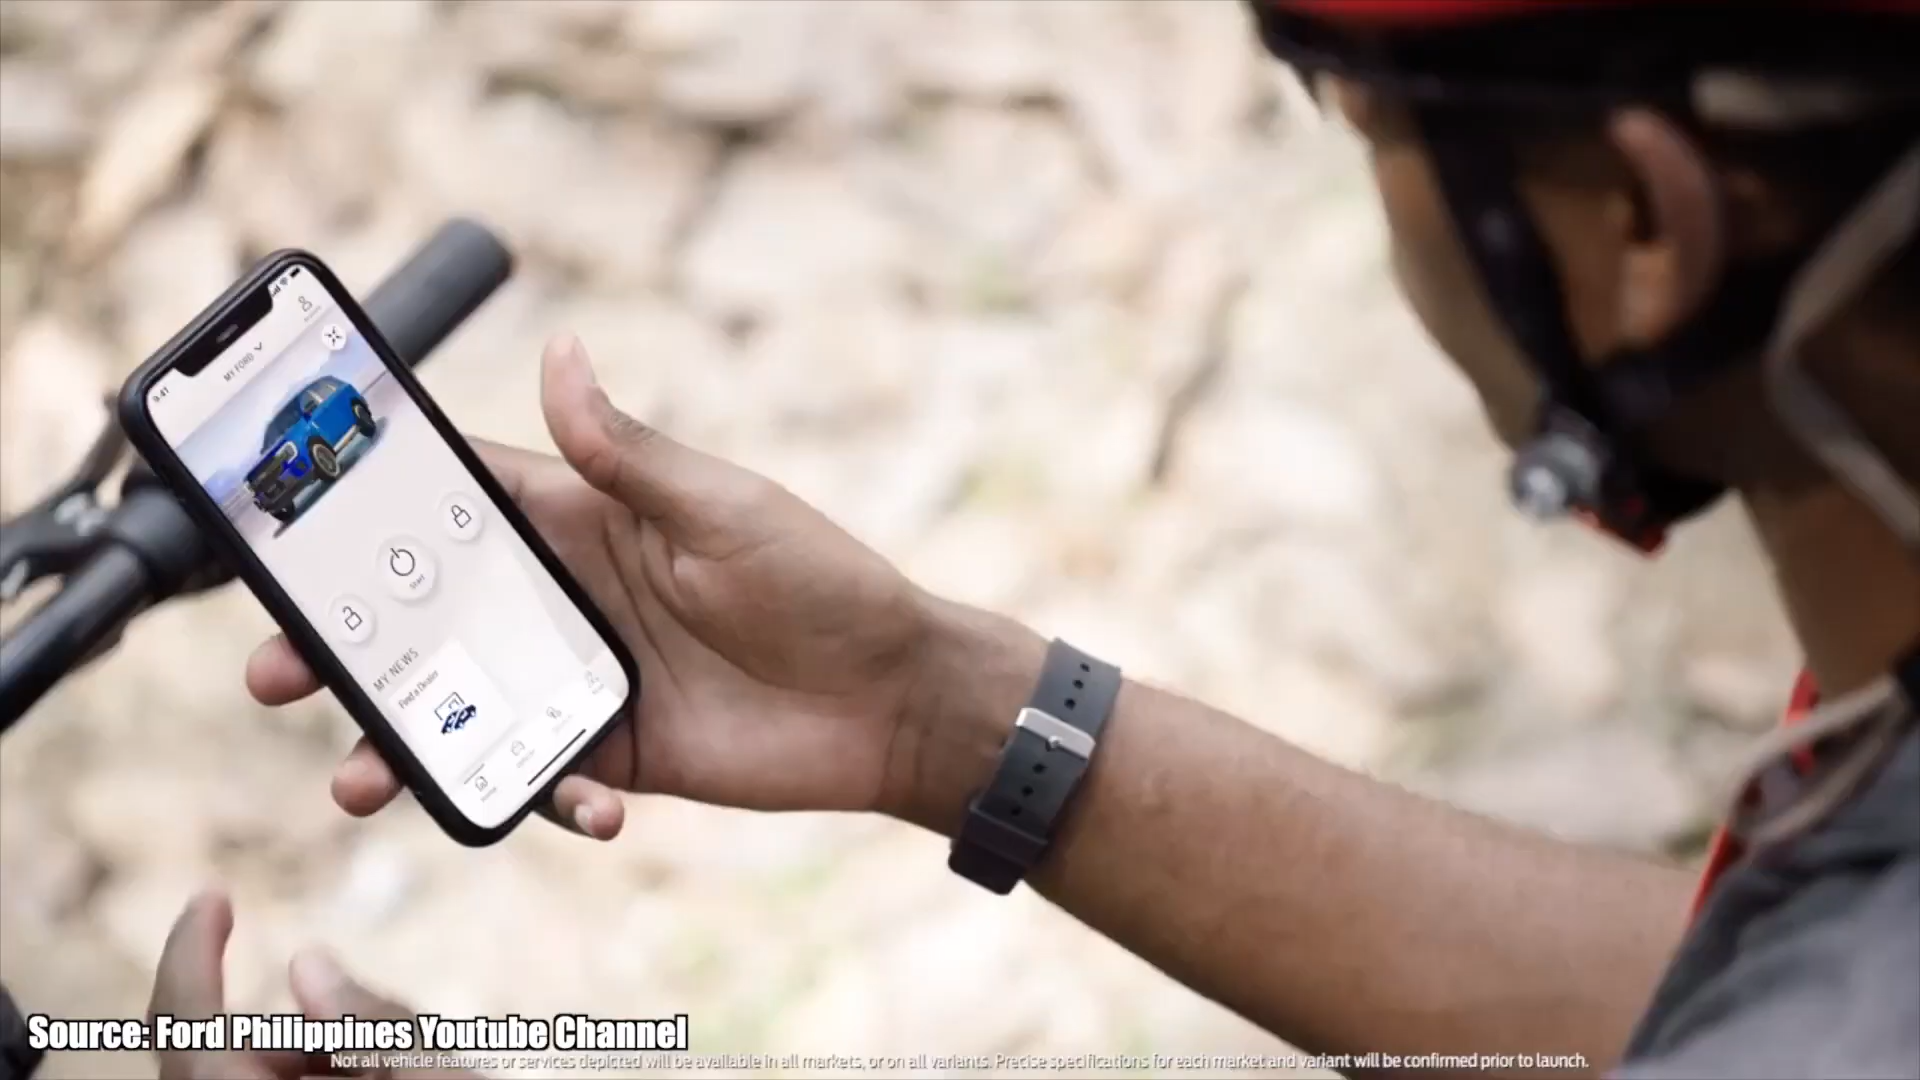 9:41
MY FORD
Start
MY NEWS
Find a Dealer
Source: Ford Philippines Youtube Channel
Not all vehicle features or services depicted will be available in all markets, or on all variants. Precise specifications for each market and variant will be confirmed prior to launch.